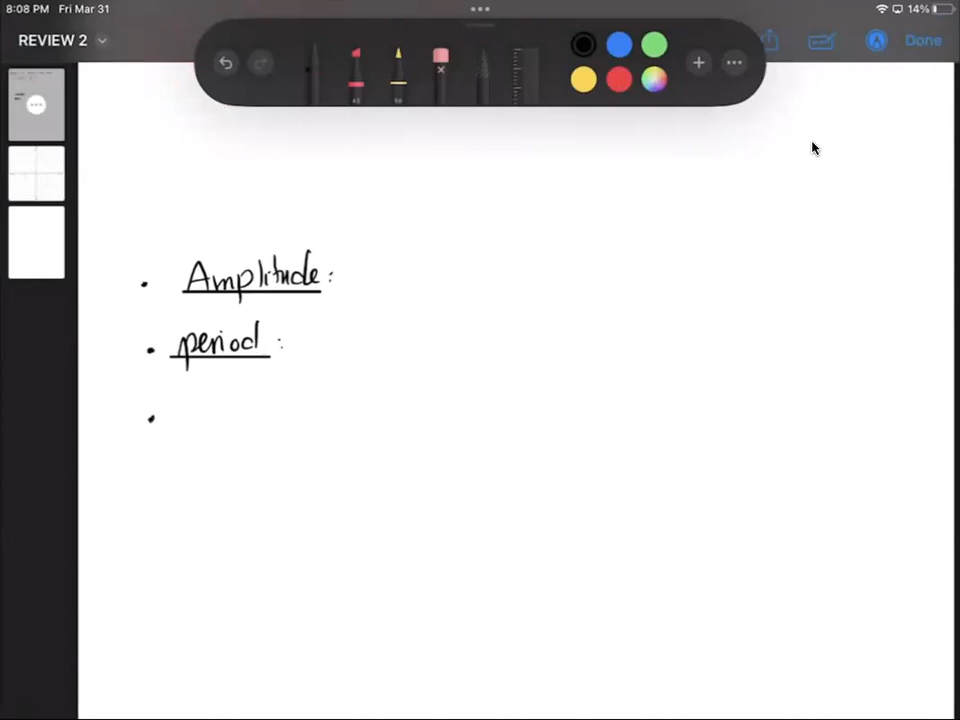 8:08 PM Fri Mar 31
14%
REVIEW 2
Done
• Amplitude:
• period:
•